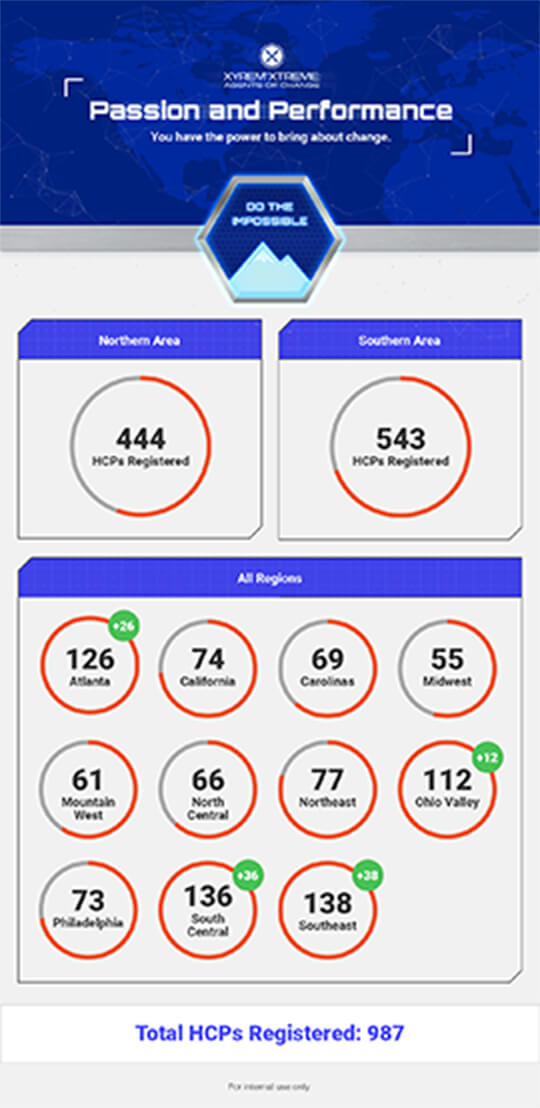 XYREM XTREME
AGENTS OF CHANGE
Passion and Performance
You have the power to bring about change.
DO THE
IMPOSSIBLE
Northern Area
444
HCPs Registered
Southern Area
543
HCPs Registered
All Regions
+26
126
Atlanta
74
California
69
Carolinas
55
Midwest
61
Mountain
West
66
North
Central
77
Northeast
+12
112
Ohio Valley
73
Philadelphia
+36
136
South
Central
+38
138
Southeast
Total HCPs Registered: 987
For internal use only